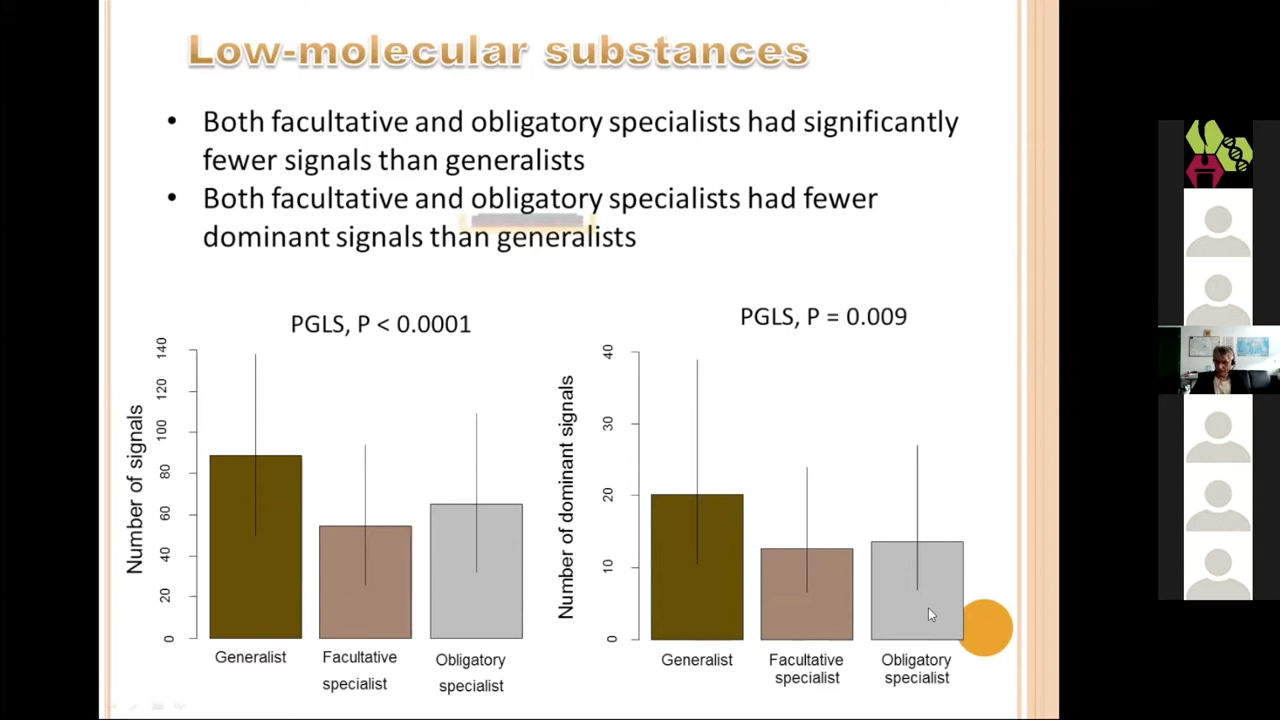 Low-molecular substances
• Both facultative and obligatory specialists had significantly
fewer signals than generalists
• Both facultative and obligatory specialists had fewer
dominant signals than generalists
PGLS, P < 0.0001
Number of signals
140
120
100
80
60
40
20
0
Generalist
Facultative
specialist
Obligatory
specialist
PGLS, P = 0.009
Number of dominant signals
40
30
20
10
0
Generalist
Facultative
specialist
Obligatory
specialist